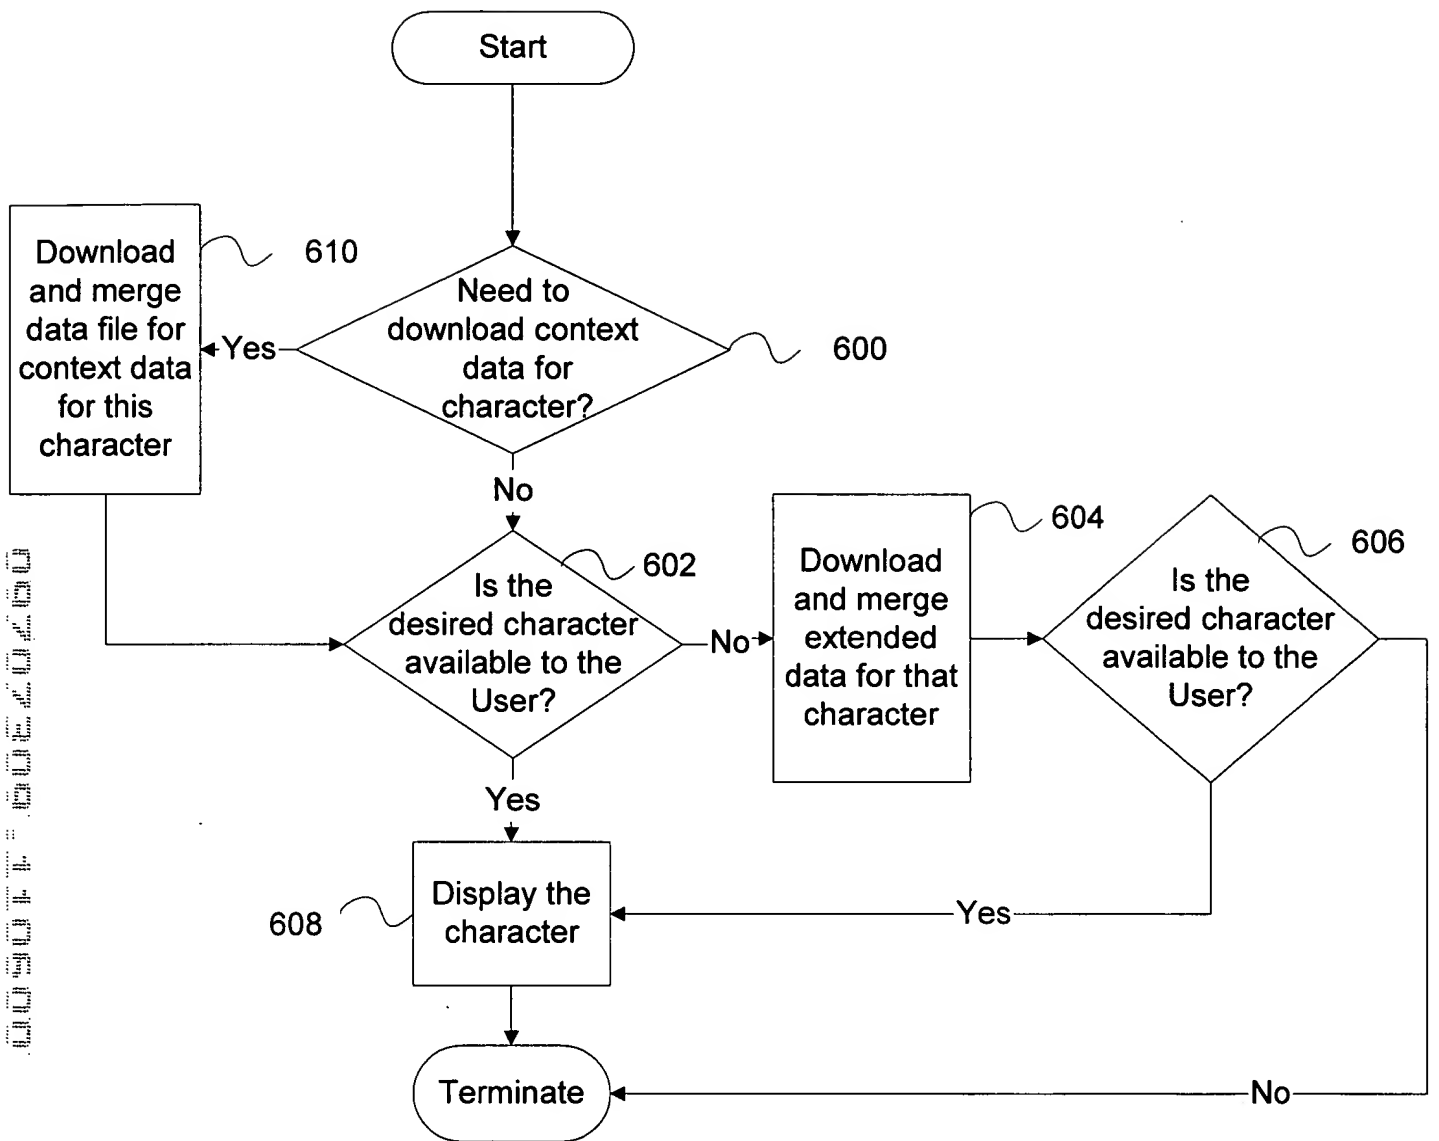 Start
Download
and merge
data file for
context data
for this
character
610
Need to
download context
data for
character?
600
Yes
No
Is the
desired character
available to the
User?
602
No
Download
and merge
extended
data for that
character
604
Is the
desired character
available to the
User?
606
Yes
Display the
character
608
Yes
Terminate
No
09707309.110600